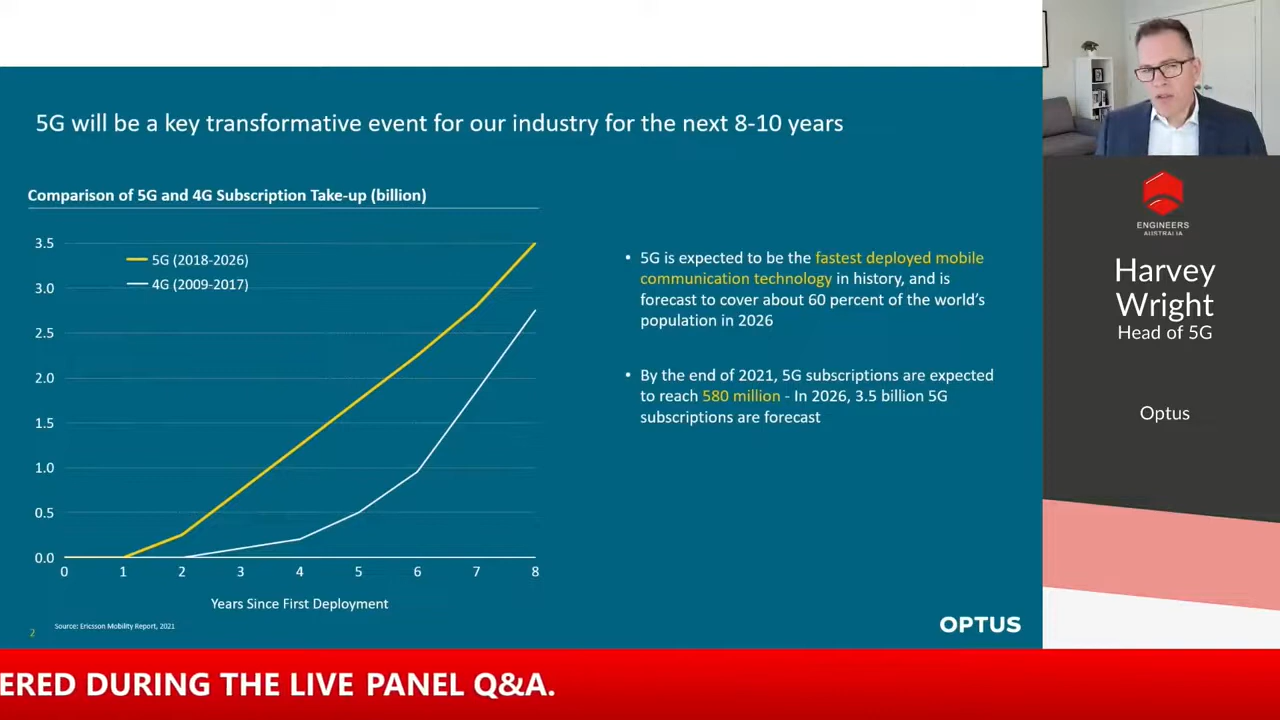 5G will be a key transformative event for our industry for the next 8-10 years
Comparison of 5G and 4G Subscription Take-up (billion)
3.5
3.0
2.5
2.0
1.5
1.0
0.5
0.0
5G (2018-2026)
4G (2009-2017)
0 1 2 3 4 5 6 7 8
Years Since First Deployment
Source: Ericsson Mobility Report, 2021
2
• 5G is expected to be the fastest deployed mobile
communication technology in history, and is
forecast to cover about 60 percent of the world's
population in 2026
• By the end of 2021, 5G subscriptions are expected
to reach 580 million - In 2026, 3.5 billion 5G
subscriptions are forecast
OPTUS
ENGINEERS
AUSTRALIA
Harvey
Wright
Head of 5G
Optus
ERED DURING THE LIVE PANEL Q&A.